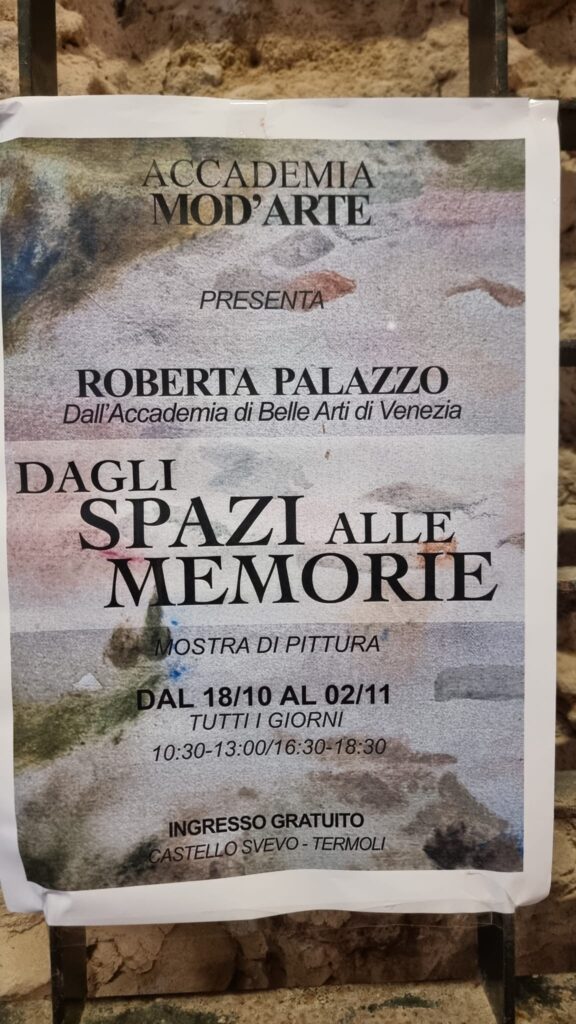 ACCADEMIA
MOD'ARTE
PRESENTA
ROBERTA PALAZZO
Dall'Accademia di Belle Arti di Venezia
DAGLI
SPAZI ALLE
MEMORIE
MOSTRA DI PITTURA
DAL 18/10 AL 02/11
TUTTI I GIORNI
10:30-13:00/16:30-18:30
INGRESSO GRATUITO
CASTELLO SVEVO - TERMOLI